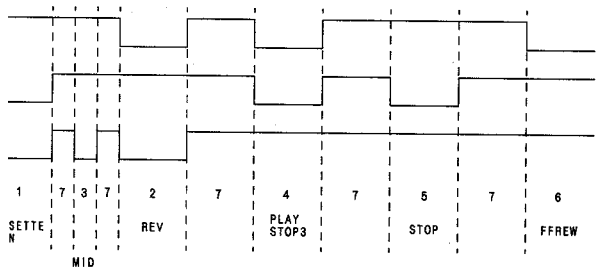 1 7 3 7 2 7 4 7 5 7 6
SETTE
N
REV
PLAY
STOP3
STOP
FFREW
MID